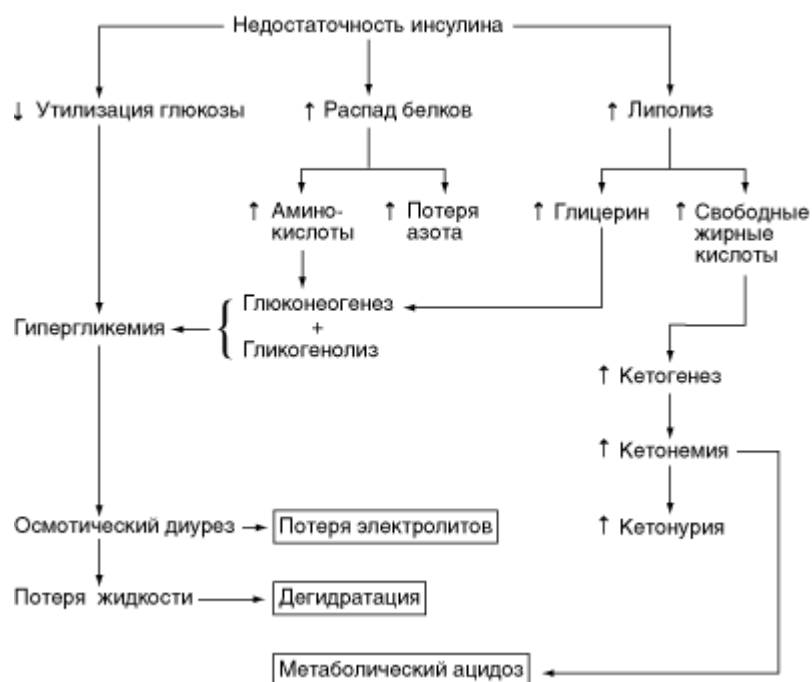 Недостаточность инсулина
↓ Утилизация глюкозы
↑ Распад белков
↑ Липолиз
↑ Амино-
кислоты
↑ Потеря
азота
↑ Глицерин
↑ Свободные
жирные
кислоты
Гипергликемия
Глюконеогенез
+
Гликогенолиз
↑ Кетогенез
↑ Кетонемия
↑ Кетонурия
Осмотический диурез
Потеря электролитов
Потеря жидкости
Дегидратация
Метаболический ацидоз